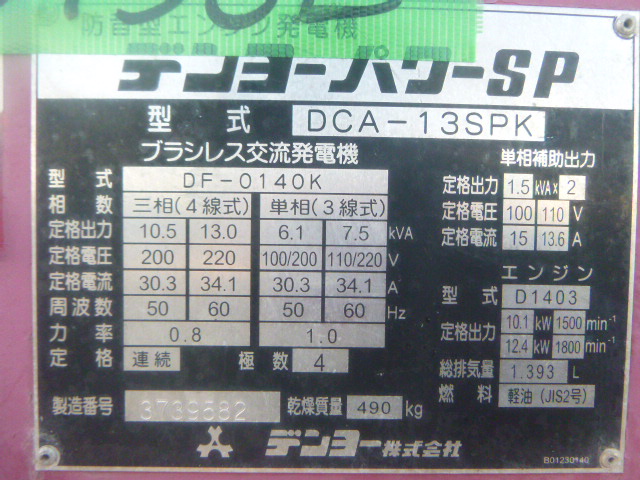 防音型エンジン発電機
デンヨーパワーSP
型式 DCA-13SPK
ブラシレス交流発電機
型式 DF-0140K
相数 三相(4線式) 単相(3線式)
定格出力 10.5 13.0 6.1 7.5 kVA
定格電圧 200 220 100/200 110/220 V
定格電流 30.3 34.1 30.3 34.1 A
周波数 50 60 50 60 Hz
力率 0.8 1.0
定格 連続 極数 4
単相補助出力
定格出力 1.5 kVA×2
定格電圧 100 110 V
定格電流 15 13.6 A
エンジン
型式 D1403
定格出力 10.1 kW 1500 min⁻¹
12.4 kW 1800 min⁻¹
総排気量 1.393 L
燃料 軽油(JIS2号)
製造番号 3739582 乾燥質量 490 kg
デンヨー株式会社
B01230140